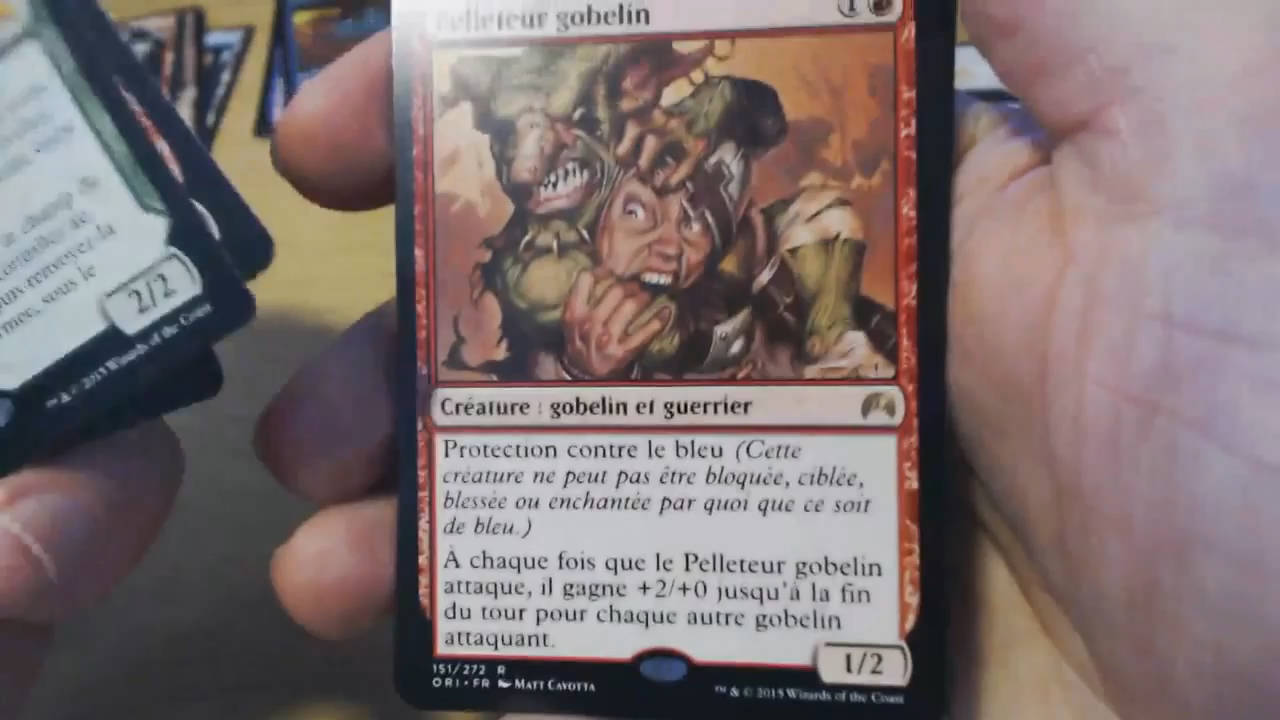 Pelleteur gobelin
1
Créature : gobelin et guerrier
Protection contre le bleu (Cette
créature ne peut pas être bloquée, ciblée,
blessée ou enchantée par quoi que ce soit
de bleu.)
À chaque fois que le Pelleteur gobelin
attaque, il gagne +2/+0 jusqu'à la fin
du tour pour chaque autre gobelin
attaquant.
1/2
151/272 R
ORI • FR Matt Cavotta
™ & © 2015 Wizards of the Coast
sous le
2/2
™ & © 2015 Wizards of the Coast